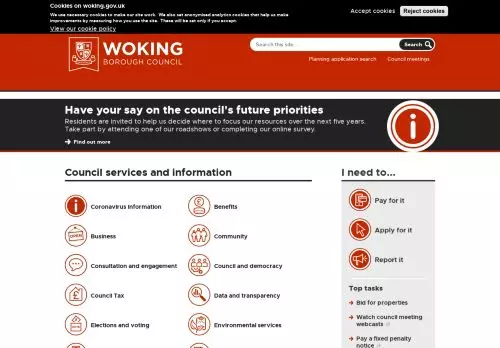 Cookies on woking.gov.uk
We use necessary cookies to make our site work. We also set anonymised analytics cookies that help us make
improvements by measuring how you use the site. These will be set only if you accept.
View our cookie policy
Accept cookies
Reject cookies
WOKING
BOROUGH COUNCIL
Search this site...
Search
Planning application search
Council meetings
Have your say on the council's future priorities
Residents are invited to help us decide where to focus our resources over the next five years.
Take part by attending one of our roadshows or completing our online survey.
Find out more
Council services and information
Coronavirus information
Benefits
Business
Community
Consultation and engagement
Council and democracy
Council Tax
Data and transparency
Elections and voting
Environmental services
I need to...
Pay for it
Apply for it
Report it
Top tasks
Bid for properties
Watch council meeting
webcasts
Pay a fixed penalty
notice